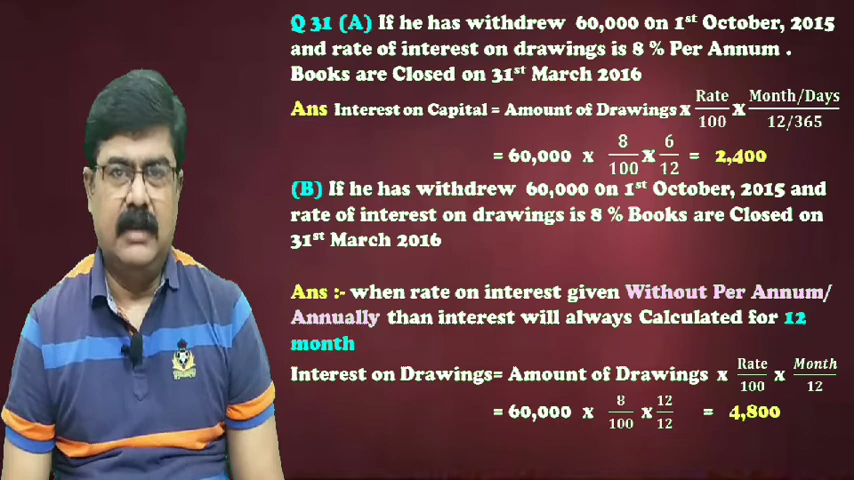 Q 31 (A) If he has withdrew 60,000 0n 1st October, 2015
and rate of interest on drawings is 8 % Per Annum .
Books are Closed on 31st March 2016
Ans Interest on Capital = Amount of Drawings x Rate/100 x Month/Days / 12/365
= 60,000 x 8/100 x 6/12 = 2,400
(B) If he has withdrew 60,000 0n 1st October, 2015 and
rate of interest on drawings is 8 % Books are Closed on
31st March 2016
Ans :- when rate on interest given Without Per Annum/
Annually than interest will always Calculated for 12
month
Interest on Drawings= Amount of Drawings x Rate/100 x Month/12
= 60,000 x 8/100 x 12/12 = 4,800